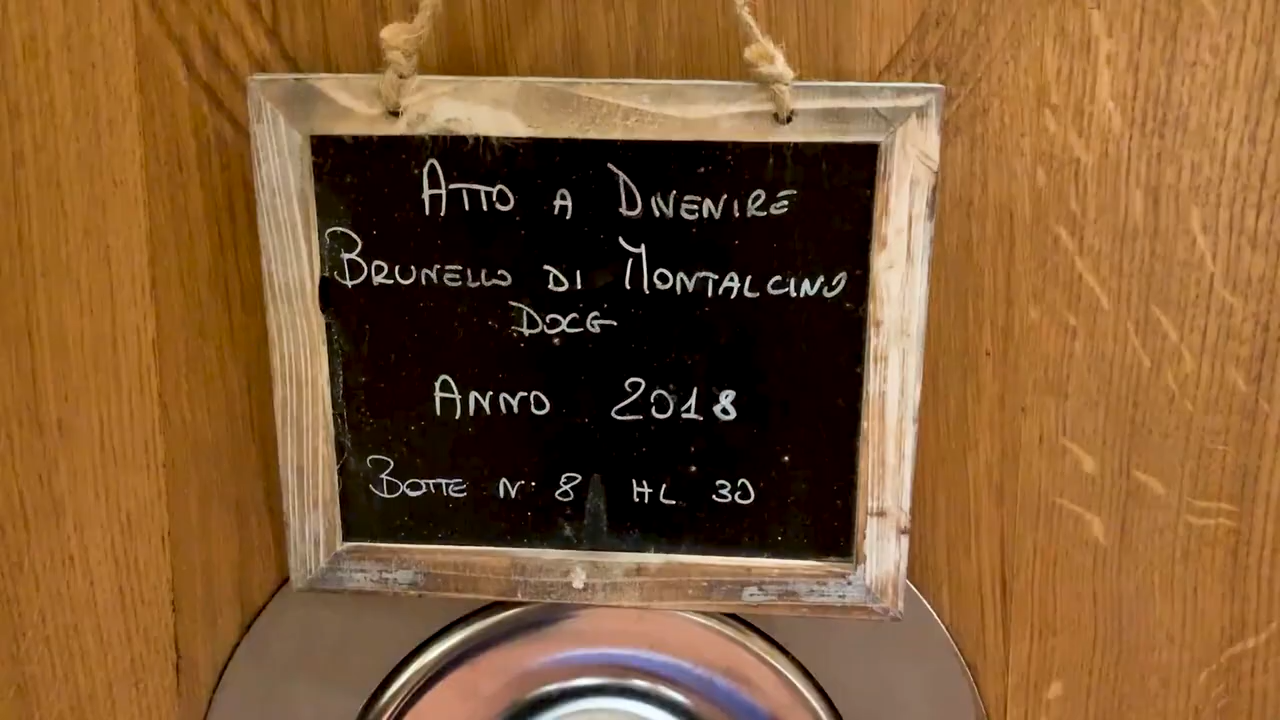 ATTO A DIVENIRE
BRUNELLO DI MONTALCINO
DOCG
ANNO 2018
BOTTE N. 8 HL 30